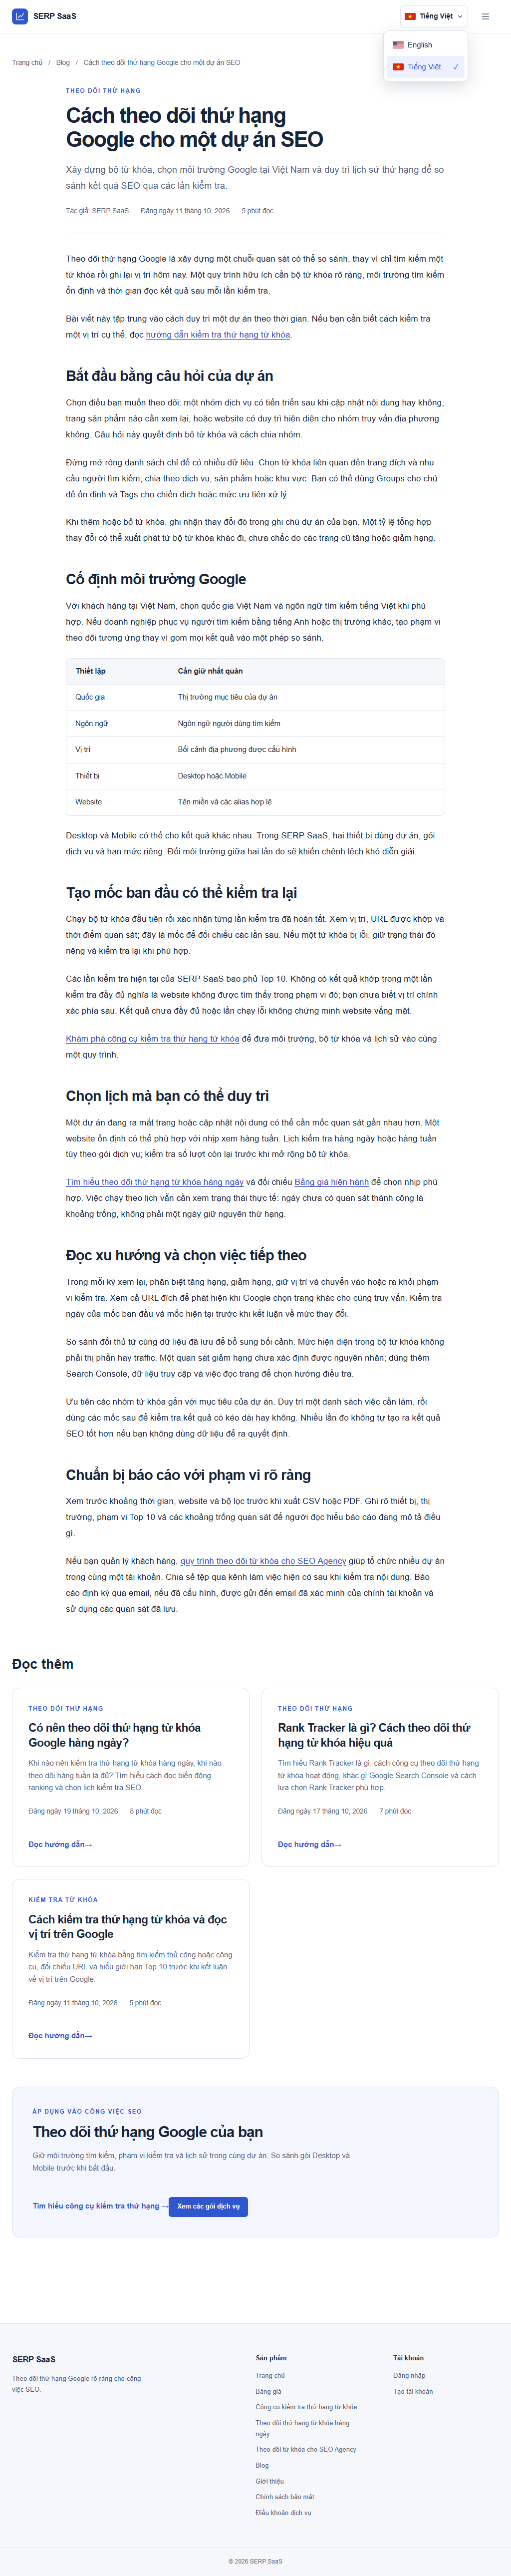 SERP SaaS
Tiếng Việt
English
Tiếng Việt
Trang chủ / Blog / Cách theo dõi thứ hạng Google cho một dự án SEO
THEO DÕI THỨ HẠNG
Cách theo dõi thứ hạng
Google cho một dự án SEO
Xây dựng bộ từ khóa, chọn môi trường Google tại Việt Nam và duy trì lịch sử thứ hạng để so
sánh kết quả SEO qua các lần kiểm tra.
Tác giả: SERP SaaS Đăng ngày 11 tháng 10, 2026 5 phút đọc
Theo dõi thứ hạng Google là xây dựng một chuỗi quan sát có thể so sánh, thay vì chỉ tìm kiếm một
từ khóa rồi ghi lại vị trí hôm nay. Một quy trình hữu ích cần bộ từ khóa rõ ràng, môi trường tìm kiếm
ổn định và thời gian đọc kết quả sau mỗi lần kiểm tra.
Bài viết này tập trung vào cách duy trì một dự án theo thời gian. Nếu bạn cần biết cách kiểm tra
một vị trí cụ thể, đọc hướng dẫn kiểm tra thứ hạng từ khóa.
Bắt đầu bằng câu hỏi của dự án
Chọn điều bạn muốn theo dõi: một nhóm dịch vụ có tiến triển sau khi cập nhật nội dung hay không,
trang sản phẩm nào cần xem lại, hoặc website có duy trì hiện diện cho nhóm truy vấn địa phương
không. Câu hỏi này quyết định bộ từ khóa và cách chia nhóm.
Đừng mở rộng danh sách chỉ để có nhiều dữ liệu. Chọn từ khóa liên quan đến trang đích và nhu
cầu người tìm kiếm; chia theo dịch vụ, sản phẩm hoặc khu vực. Bạn có thể dùng Groups cho chủ
đề ổn định và Tags cho chiến dịch hoặc mức ưu tiên xử lý.
Khi thêm hoặc bỏ từ khóa, ghi nhận thay đổi đó trong ghi chú dự án của bạn. Một tỷ lệ tổng hợp
thay đổi có thể xuất phát từ bộ từ khóa khác đi, chưa chắc do các trang cũ tăng hoặc giảm hạng.
Cố định môi trường Google
Với khách hàng tại Việt Nam, chọn quốc gia Việt Nam và ngôn ngữ tìm kiếm tiếng Việt khi phù
hợp. Nếu doanh nghiệp phục vụ người tìm kiếm bằng tiếng Anh hoặc thị trường khác, tạo phạm vi
theo dõi tương ứng thay vì gom mọi kết quả vào một phép so sánh.
Thiết lập Cần giữ nhất quán
Quốc gia Thị trường mục tiêu của dự án
Ngôn ngữ Ngôn ngữ người dùng tìm kiếm
Vị trí Bối cảnh địa phương được cấu hình
Thiết bị Desktop hoặc Mobile
Website Tên miền và các alias hợp lệ
Desktop và Mobile có thể cho kết quả khác nhau. Trong SERP SaaS, hai thiết bị dùng dự án, gói
dịch vụ và hạn mức riêng. Đổi môi trường giữa hai lần đo sẽ khiến chênh lệch khó diễn giải.
Tạo mốc ban đầu có thể kiểm tra lại
Chạy bộ từ khóa đầu tiên rồi xác nhận từng lần kiểm tra đã hoàn tất. Xem vị trí, URL được khớp và
thời điểm quan sát; đây là mốc để đối chiếu các lần sau. Nếu một từ khóa bị lỗi, giữ trạng thái đó
riêng và kiểm tra lại khi phù hợp.
Các lần kiểm tra hiện tại của SERP SaaS bao phủ Top 10. Không có kết quả khớp trong một lần
kiểm tra đầy đủ nghĩa là website không được tìm thấy trong phạm vi đó; bạn chưa biết vị trí chính
xác phía sau. Kết quả chưa đầy đủ hoặc lần chạy lỗi không chứng minh website vắng mặt.
Khám phá công cụ kiểm tra thứ hạng từ khóa để đưa môi trường, bộ từ khóa và lịch sử vào cùng
một quy trình.
Chọn lịch mà bạn có thể duy trì
Một dự án đang ra mắt trang hoặc cập nhật nội dung có thể cần mốc quan sát gần nhau hơn. Một
website ổn định có thể phù hợp với nhịp xem hàng tuần. Lịch kiểm tra hàng ngày hoặc hàng tuần
tùy theo gói dịch vụ; kiểm tra số lượt còn lại trước khi mở rộng bộ từ khóa.
Tìm hiểu theo dõi thứ hạng từ khóa hàng ngày và đối chiếu Bảng giá hiện hành để chọn nhịp phù
hợp. Việc chạy theo lịch vẫn cần xem trạng thái thực tế: ngày chưa có quan sát thành công là
khoảng trống, không phải một ngày giữ nguyên thứ hạng.
Đọc xu hướng và chọn việc tiếp theo
Trong mỗi kỳ xem lại, phân biệt tăng hạng, giảm hạng, giữ vị trí và chuyển vào hoặc ra khỏi phạm
vi kiểm tra. Xem cả URL đích để phát hiện khi Google chọn trang khác cho cùng truy vấn. Kiểm tra
ngày của mốc ban đầu và mốc hiện tại trước khi kết luận về mức thay đổi.
So sánh đối thủ từ cùng dữ liệu đã lưu để bổ sung bối cảnh. Mức hiện diện trong bộ từ khóa không
phải thị phần hay traffic. Một quan sát giảm hạng chưa xác định được nguyên nhân; dùng thêm
Search Console, dữ liệu truy cập và việc đọc trang để chọn hướng điều tra.
Ưu tiên các nhóm từ khóa gắn với mục tiêu của dự án. Duy trì một danh sách việc cần làm, rồi
dùng các mốc sau để kiểm tra kết quả có kéo dài hay không. Nhiều lần đo không tự tạo ra kết quả
SEO tốt hơn nếu bạn không dùng dữ liệu để ra quyết định.
Chuẩn bị báo cáo với phạm vi rõ ràng
Xem trước khoảng thời gian, website và bộ lọc trước khi xuất CSV hoặc PDF. Ghi rõ thiết bị, thị
trường, phạm vi Top 10 và các khoảng trống quan sát để người đọc hiểu báo cáo đang mô tả điều
gì.
Nếu bạn quản lý khách hàng, quy trình theo dõi từ khóa cho SEO Agency giúp tổ chức nhiều dự án
trong cùng một tài khoản. Chia sẻ tệp qua kênh làm việc hiện có sau khi kiểm tra nội dung. Báo
cáo định kỳ qua email, nếu đã cấu hình, được gửi đến email đã xác minh của chính tài khoản và
sử dụng các quan sát đã lưu.
Đọc thêm
THEO DÕI THỨ HẠNG
Có nên theo dõi thứ hạng từ khóa
Google hàng ngày?
Khi nào nên kiểm tra thứ hạng từ khóa hàng ngày, khi nào
theo dõi hàng tuần là đủ? Tìm hiểu cách đọc biến động
ranking và chọn lịch kiểm tra SEO.
Đăng ngày 19 tháng 10, 2026 8 phút đọc
Đọc hướng dẫn→
THEO DÕI THỨ HẠNG
Rank Tracker là gì? Cách theo dõi thứ
hạng từ khóa hiệu quả
Tìm hiểu Rank Tracker là gì, cách công cụ theo dõi thứ hạng
từ khóa hoạt động, khác gì Google Search Console và cách
lựa chọn Rank Tracker phù hợp.
Đăng ngày 17 tháng 10, 2026 7 phút đọc
Đọc hướng dẫn→
KIỂM TRA TỪ KHÓA
Cách kiểm tra thứ hạng từ khóa và đọc
vị trí trên Google
Kiểm tra thứ hạng từ khóa bằng tìm kiếm thủ công hoặc công
cụ, đối chiếu URL và hiểu giới hạn Top 10 trước khi kết luận
về vị trí trên Google.
Đăng ngày 11 tháng 10, 2026 5 phút đọc
Đọc hướng dẫn→
ÁP DỤNG VÀO CÔNG VIỆC SEO
Theo dõi thứ hạng Google của bạn
Giữ môi trường tìm kiếm, phạm vi kiểm tra và lịch sử trong cùng dự án. So sánh gói Desktop và
Mobile trước khi bắt đầu.
Tìm hiểu công cụ kiểm tra thứ hạng → Xem các gói dịch vụ
SERP SaaS
Theo dõi thứ hạng Google rõ ràng cho công
việc SEO.
Sản phẩm
Trang chủ
Bảng giá
Công cụ kiểm tra thứ hạng từ khóa
Theo dõi thứ hạng từ khóa hàng
ngày
Theo dõi từ khóa cho SEO Agency
Blog
Giới thiệu
Chính sách bảo mật
Điều khoản dịch vụ
Tài khoản
Đăng nhập
Tạo tài khoản
© 2026 SERP SaaS